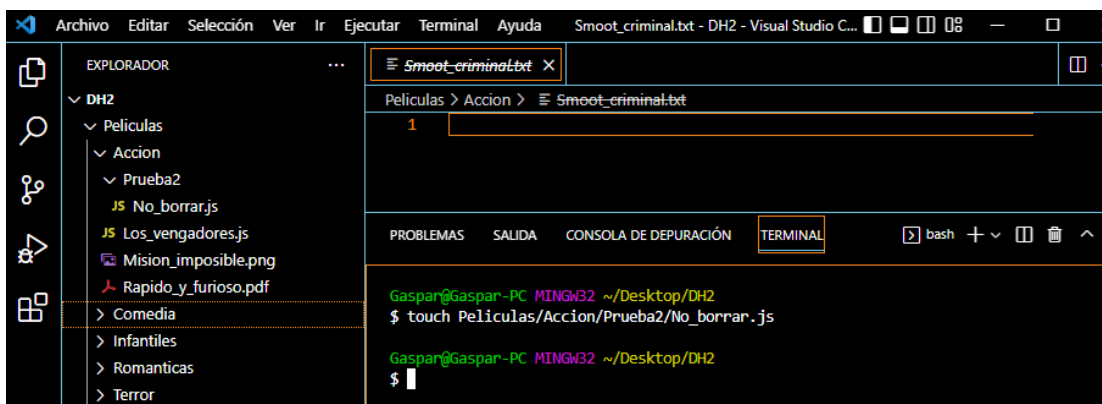 Archivo Editar Selección Ver Ir Ejecutar Terminal Ayuda Smoot_criminal.txt - DH2 - Visual Studio C...
EXPLORADOR ...
DH2
Peliculas
Accion
Prueba2
JS No_borrar.js
JS Los_vengadores.js
Mision_imposible.png
Rapido_y_furioso.pdf
Comedia
Infantiles
Romanticas
Terror
Smoot_criminal.txt
Peliculas > Accion > Smoot_criminal.txt
1
PROBLEMAS SALIDA CONSOLA DE DEPURACIÓN TERMINAL bash
Gaspar@Gaspar-PC MINGW32 ~/Desktop/DH2
$ touch Peliculas/Accion/Prueba2/No_borrar.js
Gaspar@Gaspar-PC MINGW32 ~/Desktop/DH2
$